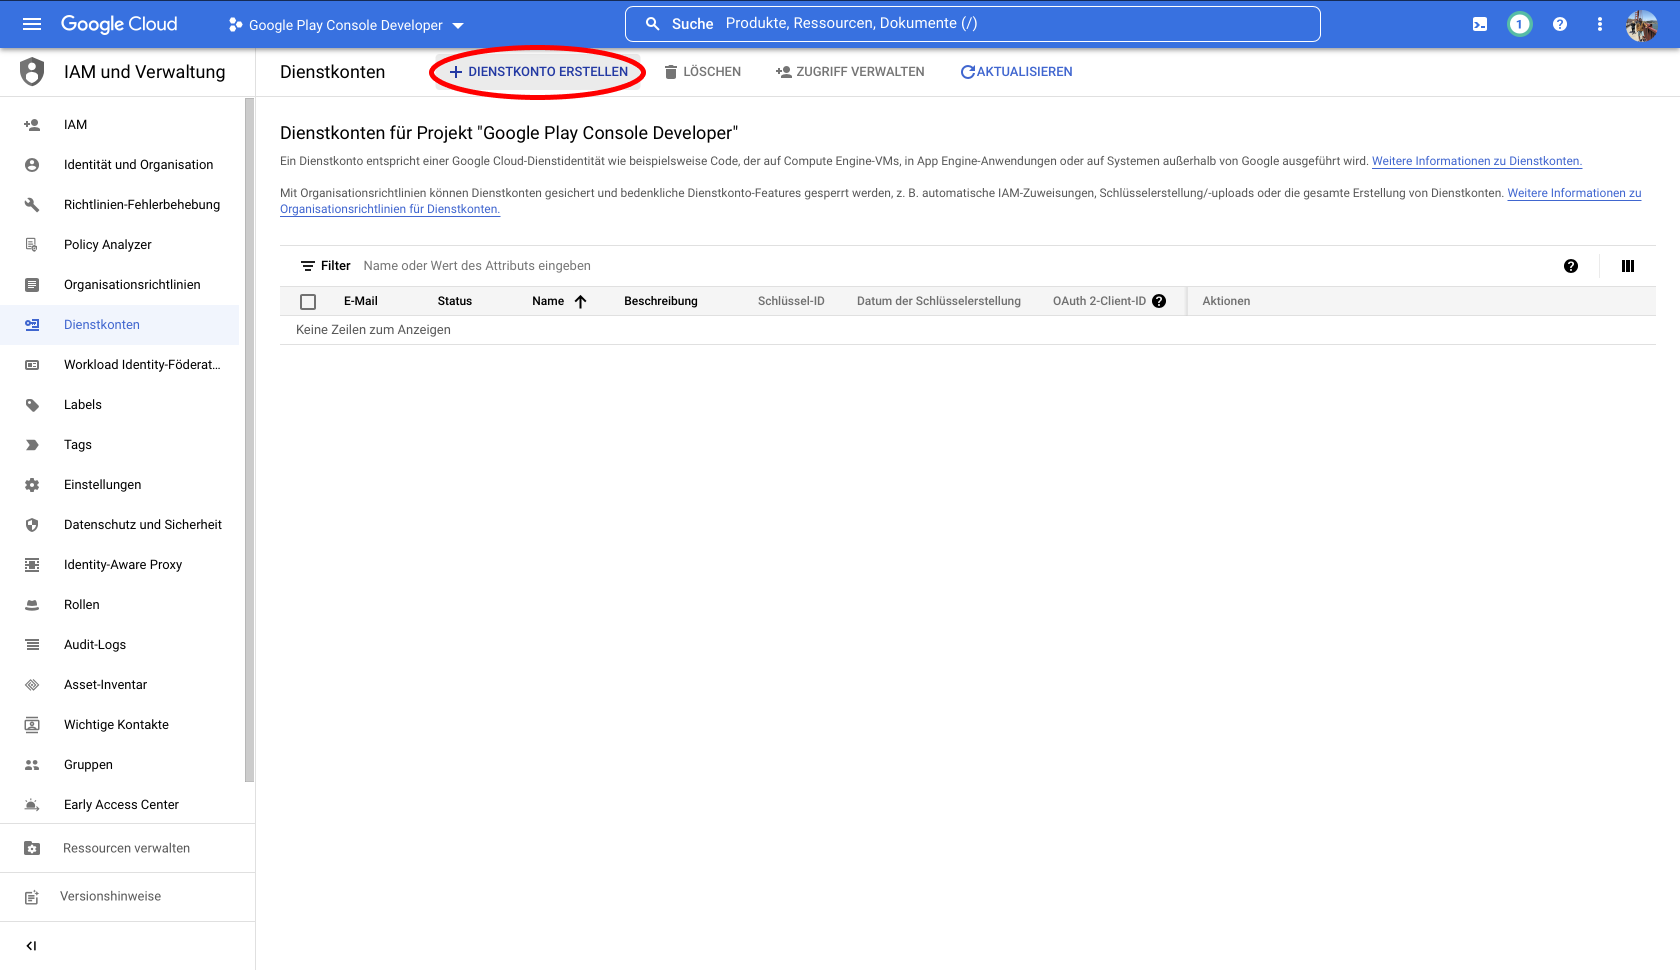 Google Cloud
Google Play Console Developer
Suche Produkte, Ressourcen, Dokumente (/)
1
IAM und Verwaltung
Dienstkonten
DIENSTKONTO ERSTELLEN
LÖSCHEN
ZUGRIFF VERWALTEN
AKTUALISIEREN
IAM
Identität und Organisation
Richtlinien-Fehlerbehebung
Policy Analyzer
Organisationsrichtlinien
Dienstkonten
Workload Identity-Föderat...
Labels
Tags
Einstellungen
Datenschutz und Sicherheit
Identity-Aware Proxy
Rollen
Audit-Logs
Asset-Inventar
Wichtige Kontakte
Gruppen
Early Access Center
Ressourcen verwalten
Versionshinweise
Dienstkonten für Projekt "Google Play Console Developer"
Ein Dienstkonto entspricht einer Google Cloud-Dienstidentität wie beispielsweise Code, der auf Compute Engine-VMs, in App Engine-Anwendungen oder auf Systemen außerhalb von Google ausgeführt wird. Weitere Informationen zu Dienstkonten.
Mit Organisationsrichtlinien können Dienstkonten gesichert und bedenkliche Dienstkonto-Features gesperrt werden, z. B. automatische IAM-Zuweisungen, Schlüsselerstellung/-uploads oder die gesamte Erstellung von Dienstkonten. Weitere Informationen zu
Organisationsrichtlinien für Dienstkonten.
Filter Name oder Wert des Attributs eingeben
E-Mail Status Name Beschreibung Schlüssel-ID Datum der Schlüsselerstellung OAuth 2-Client-ID Aktionen
Keine Zeilen zum Anzeigen